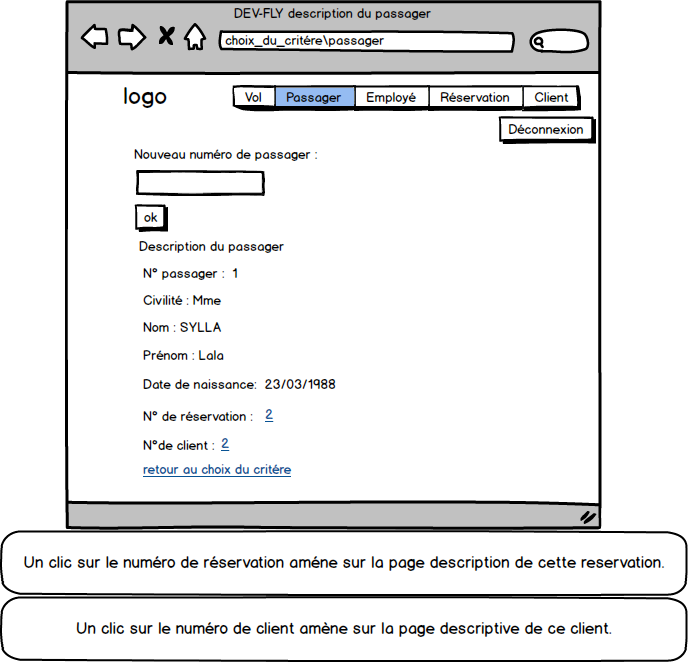 DEV-FLY description du passager
choix_du_critére\passager
logo
Vol Passager Employé Réservation Client
Déconnexion
Nouveau numéro de passager :
ok
Description du passager
N° passager : 1
Civilité : Mme
Nom : SYLLA
Prénom : Lala
Date de naissance: 23/03/1988
N° de réservation : 2
N°de client : 2
retour au choix du critére
Un clic sur le numéro de réservation améne sur la page description de cette reservation.
Un clic sur le numéro de client amène sur la page descriptive de ce client.